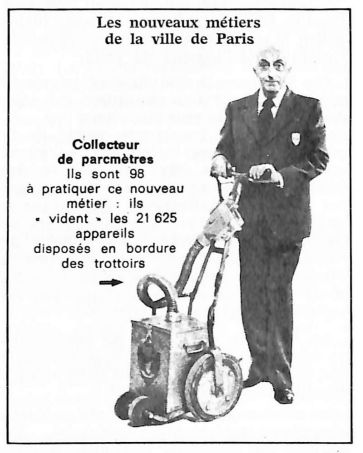 Les nouveaux métiers
de la ville de Paris
Collecteur
de parcmètres
Ils sont 98
à pratiquer ce nouveau
métier : ils
« vident » les 21 625
appareils
disposés en bordure
des trottoirs